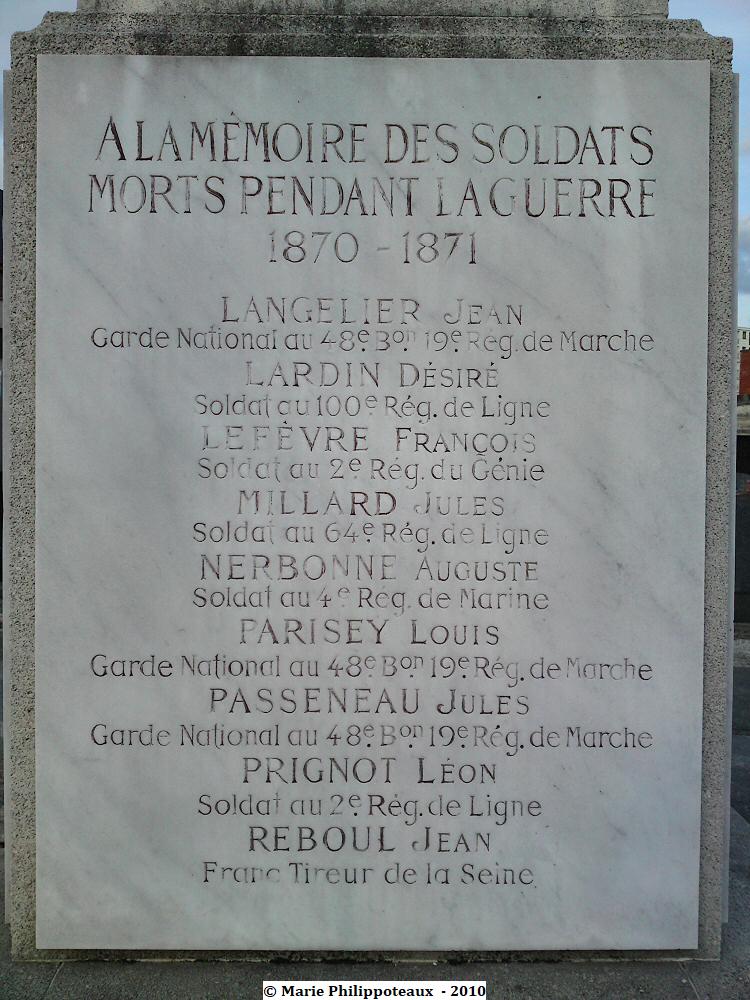 A LA MÉMOIRE DES SOLDATS
MORTS PENDANT LA GUERRE
1870 - 1871
LANGELIER JEAN
Garde National au 48e Bon 19e Rég. de Marche
LARDIN DÉSIRÉ
Soldat au 100e Rég. de Ligne
LEFÈVRE FRANÇOIS
Soldat au 2e Rég. du Génie
MILLARD JULES
Soldat au 64e Rég. de Ligne
NERBONNE AUGUSTE
Soldat au 4e Rég. de Marine
PARISEY LOUIS
Garde National au 48e Bon 19e Rég. de Marche
PASSENEAU JULES
Garde National au 48e Bon 19e Rég. de Marche
PRIGNOT LÉON
Soldat au 2e Rég. de Ligne
REBOUL JEAN
Franc Tireur de la Seine
© Marie Philippoteaux - 2010